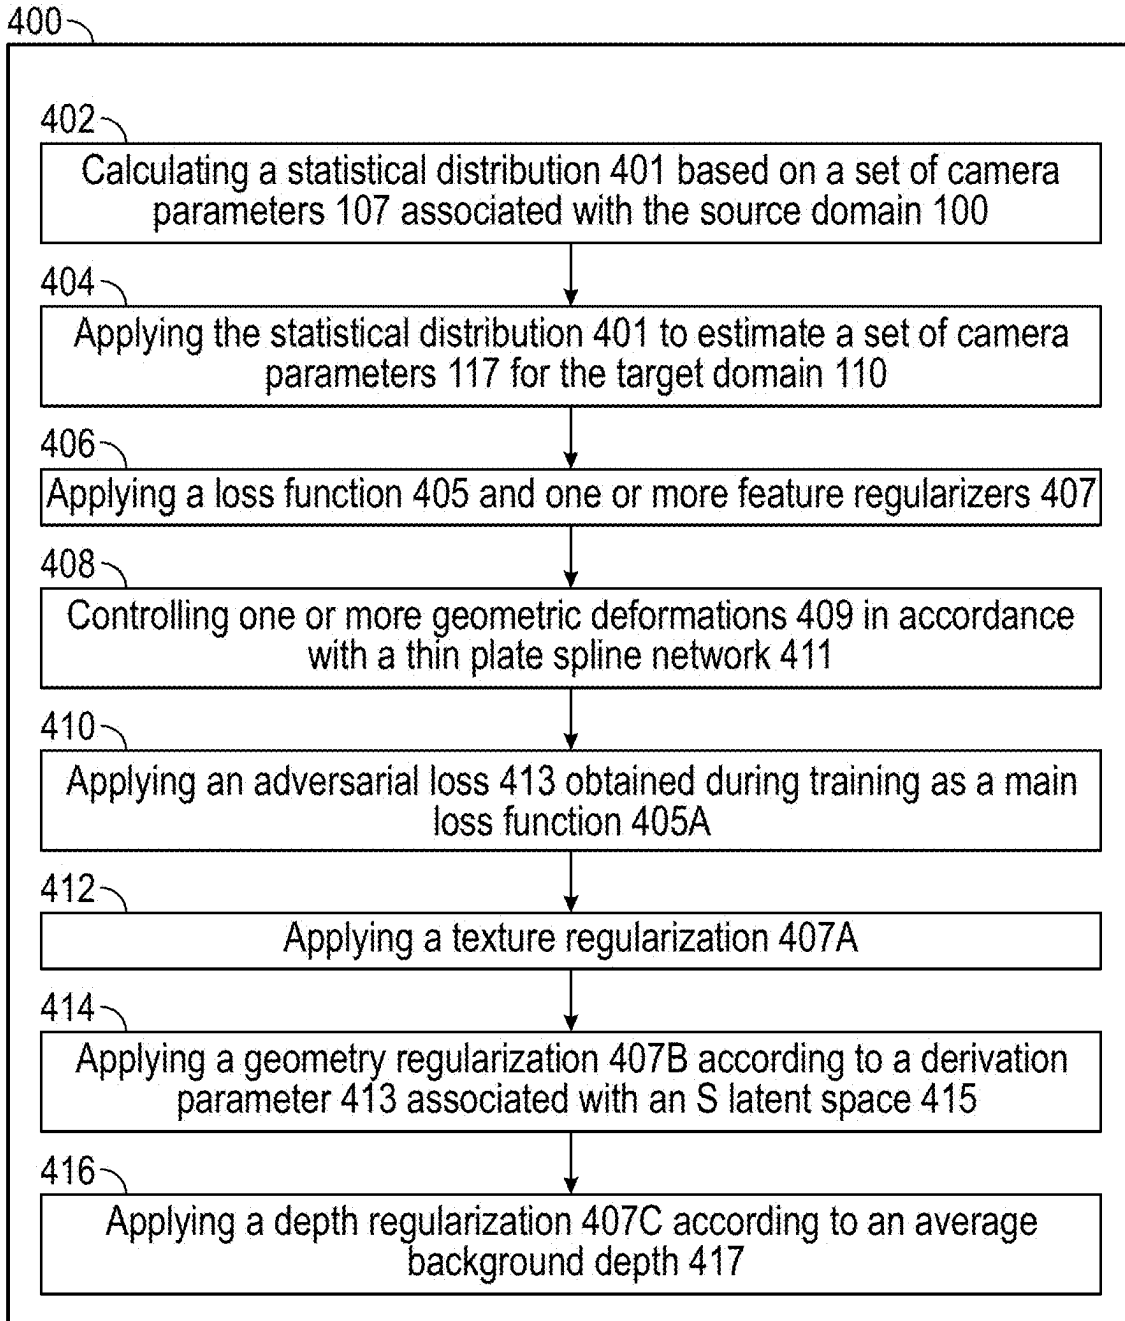 400
402
Calculating a statistical distribution 401 based on a set of camera
parameters 107 associated with the source domain 100
404
Applying the statistical distribution 401 to estimate a set of camera
parameters 117 for the target domain 110
406
Applying a loss function 405 and one or more feature regularizers 407
408
Controlling one or more geometric deformations 409 in accordance
with a thin plate spline network 411
410
Applying an adversarial loss 413 obtained during training as a main
loss function 405A
412
Applying a texture regularization 407A
414
Applying a geometry regularization 407B according to a derivation
parameter 413 associated with an S latent space 415
416
Applying a depth regularization 407C according to an average
background depth 417